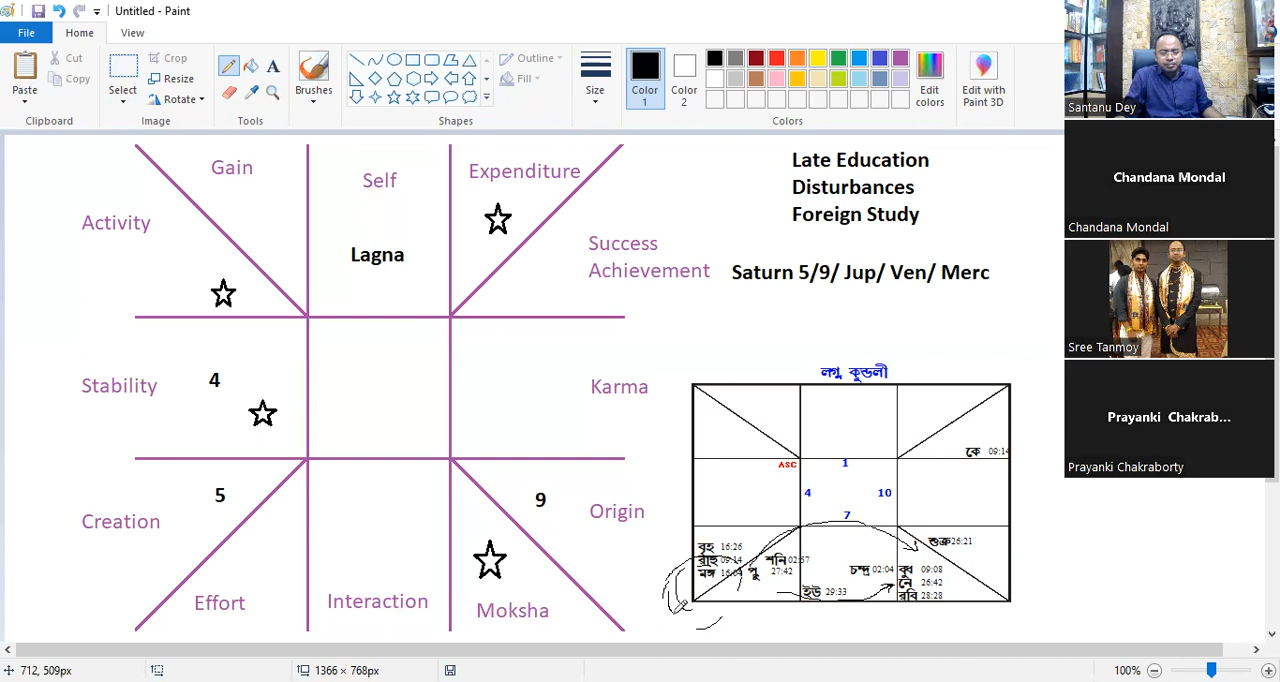 Untitled - Paint
File
Home
View
Paste
Cut
Copy
Clipboard
Select
Crop
Resize
Rotate
Image
Tools
Brushes
Shapes
Outline
Fill
Size
Color 1
Color 2
Edit colors
Edit with Paint 3D
Colors
Gain
Self
Expenditure
Activity
Lagna
Success
Achievement
Stability
4
Karma
5
9
Creation
Origin
Effort
Interaction
Moksha
Late Education
Disturbances
Foreign Study
Saturn 5/9/ Jup/ Ven/ Merc
লগ্ন কুন্ডলী
কে 09:14
ASC
1
4
10
7
বৃহ 16:26
রাহু 09:14
মঙ্গ 16:04
শনি 02:57
পু 27:42
ইউ 29:33
চন্দ্র 02:04
শুক্র 26:21
বুধ 09:08
নে 26:42
রবি 28:28
Santanu Dey
Chandana Mondal
Chandana Mondal
Sree Tanmoy
Prayanki Chakrab...
Prayanki Chakraborty
712, 509px
1366 × 768px
100%